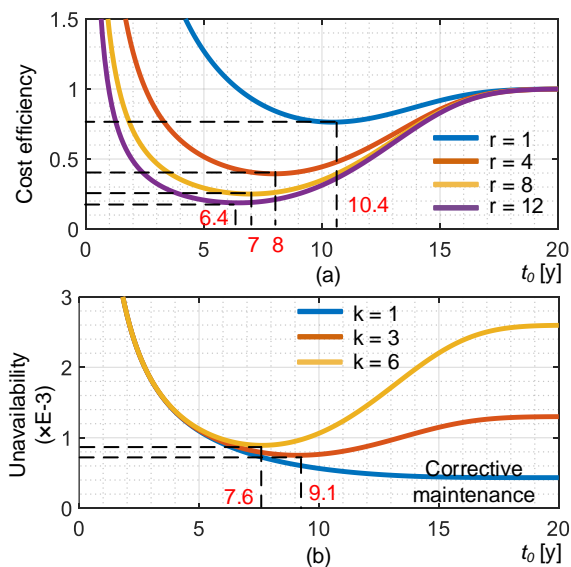 1.5
1
0.5
0
Cost efficiency
r = 1
r = 4
r = 8
r = 12
6.4
7
8
10.4
0
5
10
15
20
(a)
t0 [y]
3
2
1
0
Unavailability
(×E-3)
k = 1
k = 3
k = 6
Corrective
maintenance
7.6
9.1
0
5
10
15
20
(b)
t0 [y]